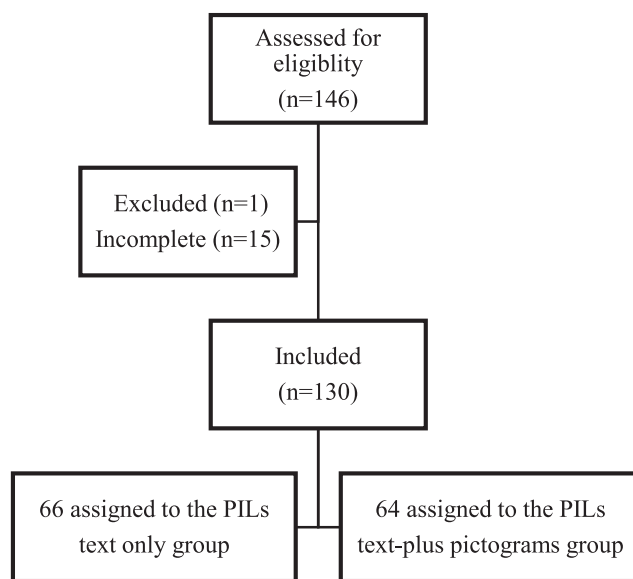 Assessed for
eligiblity
(n=146)
Excluded (n=1)
Incomplete (n=15)
Included
(n=130)
66 assigned to the PILs
text only group
64 assigned to the PILs
text-plus pictograms group